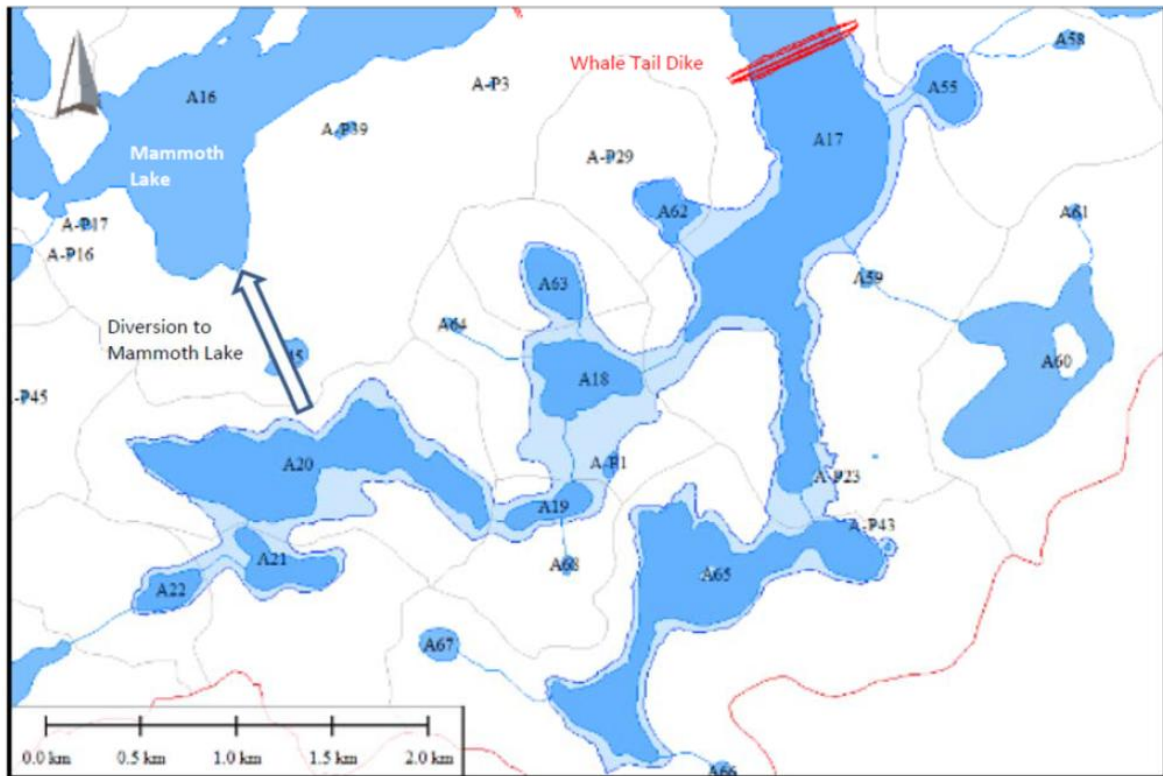 A58
Whale Tail Dike
A55
A-P3
A16
A-P39
A17
Mammoth
Lake
A-P29
A62
A61
A-P17
A-P16
A63
A59
A64
Diversion to
Mammoth Lake
A60
A18
-P45
A20
A-P1
A-P23
A19
A-P43
A21
A68
A65
A22
A67
0.0 km 0.5 km 1.0 km 1.5 km 2.0 km
A66